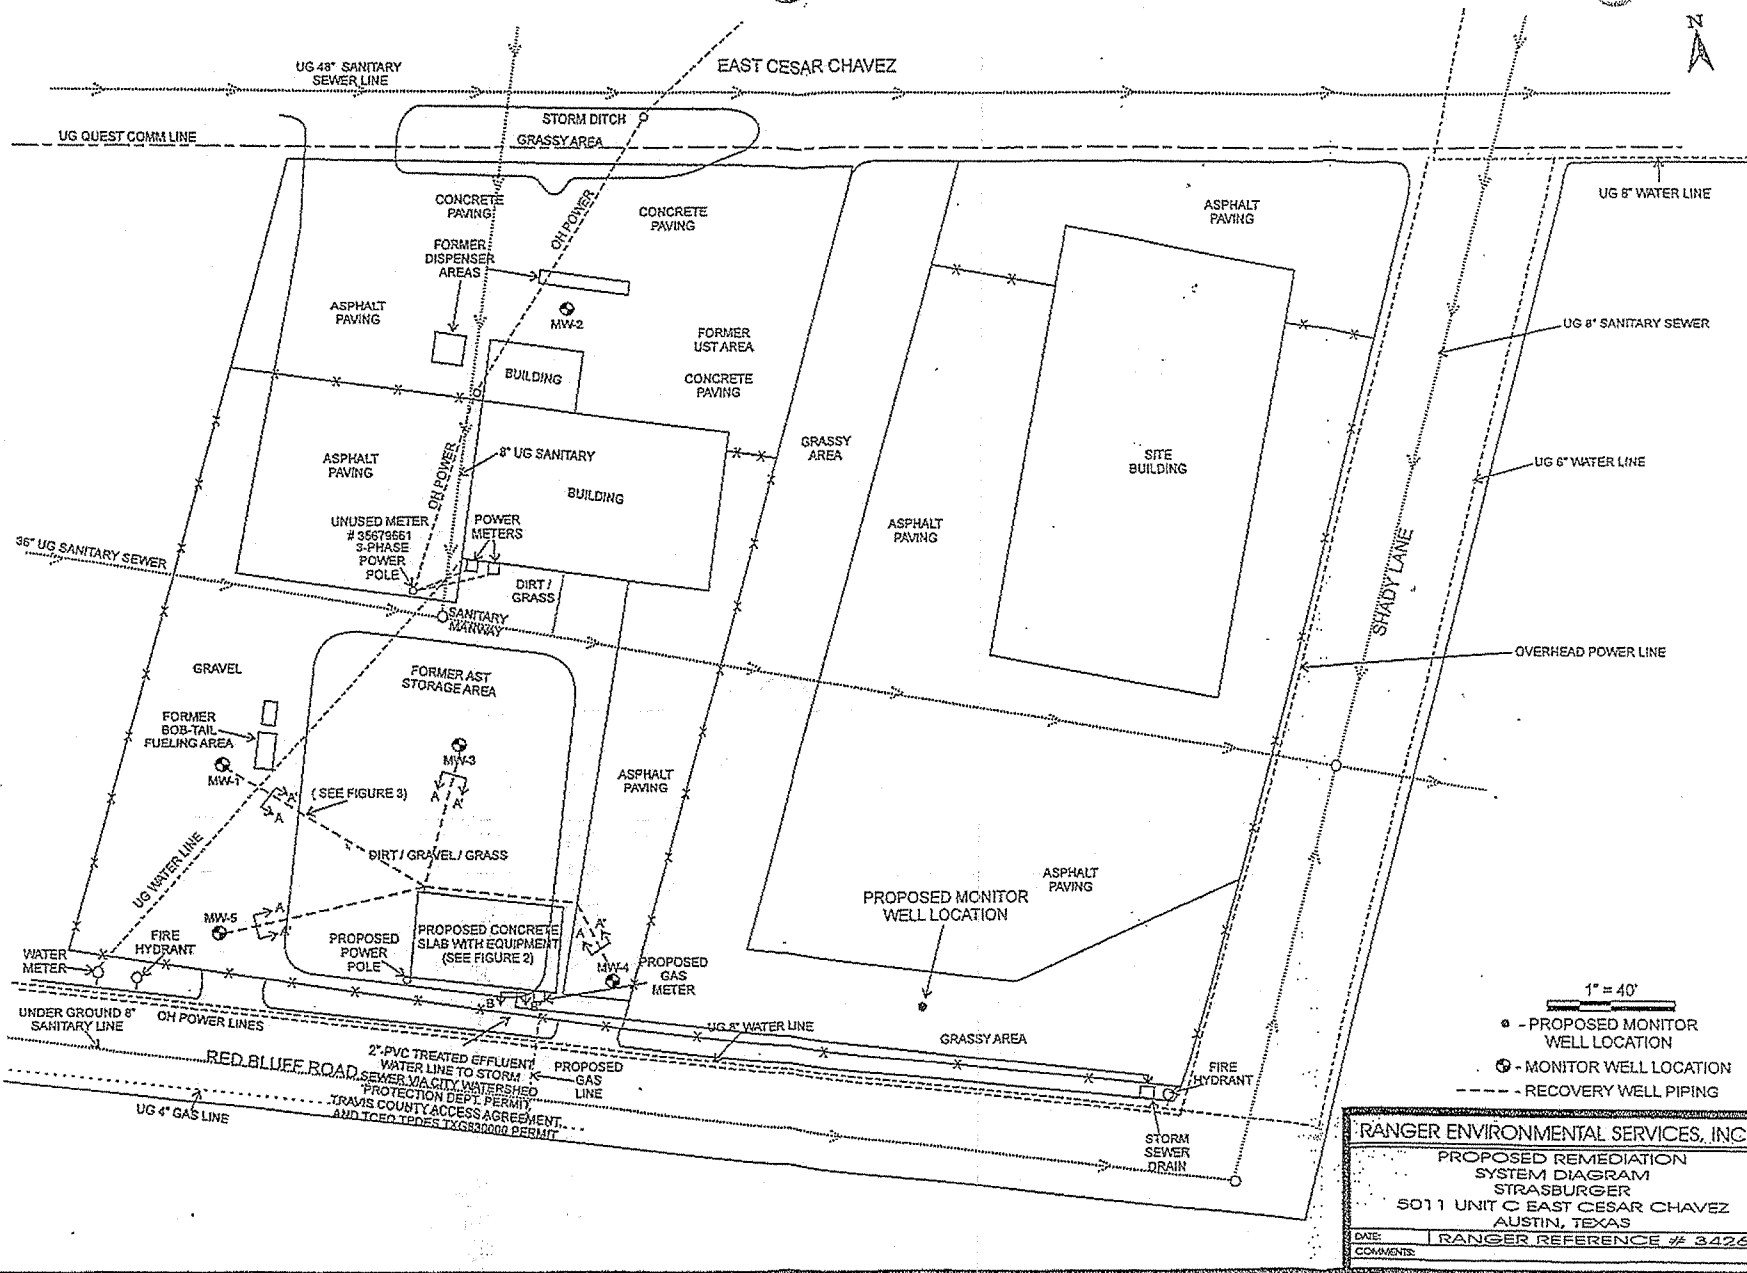 N
UG 48" SANITARY
SEWER LINE
EAST CESAR CHAVEZ
STORM DITCH
UG QUEST COMM LINE
GRASSY AREA
UG 8" WATER LINE
CONCRETE
PAVING
CONCRETE
PAVING
ASPHALT
PAVING
OH POWER
FORMER
DISPENSER
AREAS
ASPHALT
PAVING
MW-2
FORMER
UST AREA
UG 8" SANITARY SEWER
BUILDING
CONCRETE
PAVING
GRASSY
AREA
ASPHALT
PAVING
OH POWER
8" UG SANITARY
BUILDING
SITE
BUILDING
UG 6" WATER LINE
UNUSED METER
# 35679661
3-PHASE
POWER
POLE
POWER
METERS
ASPHALT
PAVING
36" UG SANITARY SEWER
DIRT /
GRASS
SANITARY
MANWAY
SHADY LANE
OVERHEAD POWER LINE
GRAVEL
FORMER AST
STORAGE AREA
FORMER
BOB-TAIL
FUELING AREA
MW-1
MW-3
ASPHALT
PAVING
A'
A
( SEE FIGURE 3)
A
A'
DIRT / GRAVEL / GRASS
UG WATER LINE
ASPHALT
PAVING
PROPOSED MONITOR
WELL LOCATION
MW-5
A
A'
FIRE
HYDRANT
WATER
METER
PROPOSED
POWER
POLE
PROPOSED CONCRETE
SLAB WITH EQUIPMENT
(SEE FIGURE 2)
A'
A
MW-4
PROPOSED
GAS
METER
B
B'
UNDER GROUND 8"
SANITARY LINE
OH POWER LINES
UG 8" WATER LINE
GRASSY AREA
RED BLUFF ROAD
2"-PVC TREATED EFFLUENT
WATER LINE TO STORM
SEWER VIA CITY WATERSHED
PROTECTION DEPT. PERMIT,
TRAVIS COUNTY ACCESS AGREEMENT,
AND TCEQ TPDES TXG830000 PERMIT
PROPOSED
GAS
LINE
UG 4" GAS LINE
FIRE
HYDRANT
STORM
SEWER
DRAIN
1" = 40'
- PROPOSED MONITOR
WELL LOCATION
- MONITOR WELL LOCATION
- RECOVERY WELL PIPING
RANGER ENVIRONMENTAL SERVICES, INC
PROPOSED REMEDIATION
SYSTEM DIAGRAM
STRASBURGER
5011 UNIT C EAST CESAR CHAVEZ
AUSTIN, TEXAS
DATE:
RANGER REFERENCE # 3426
COMMENTS: